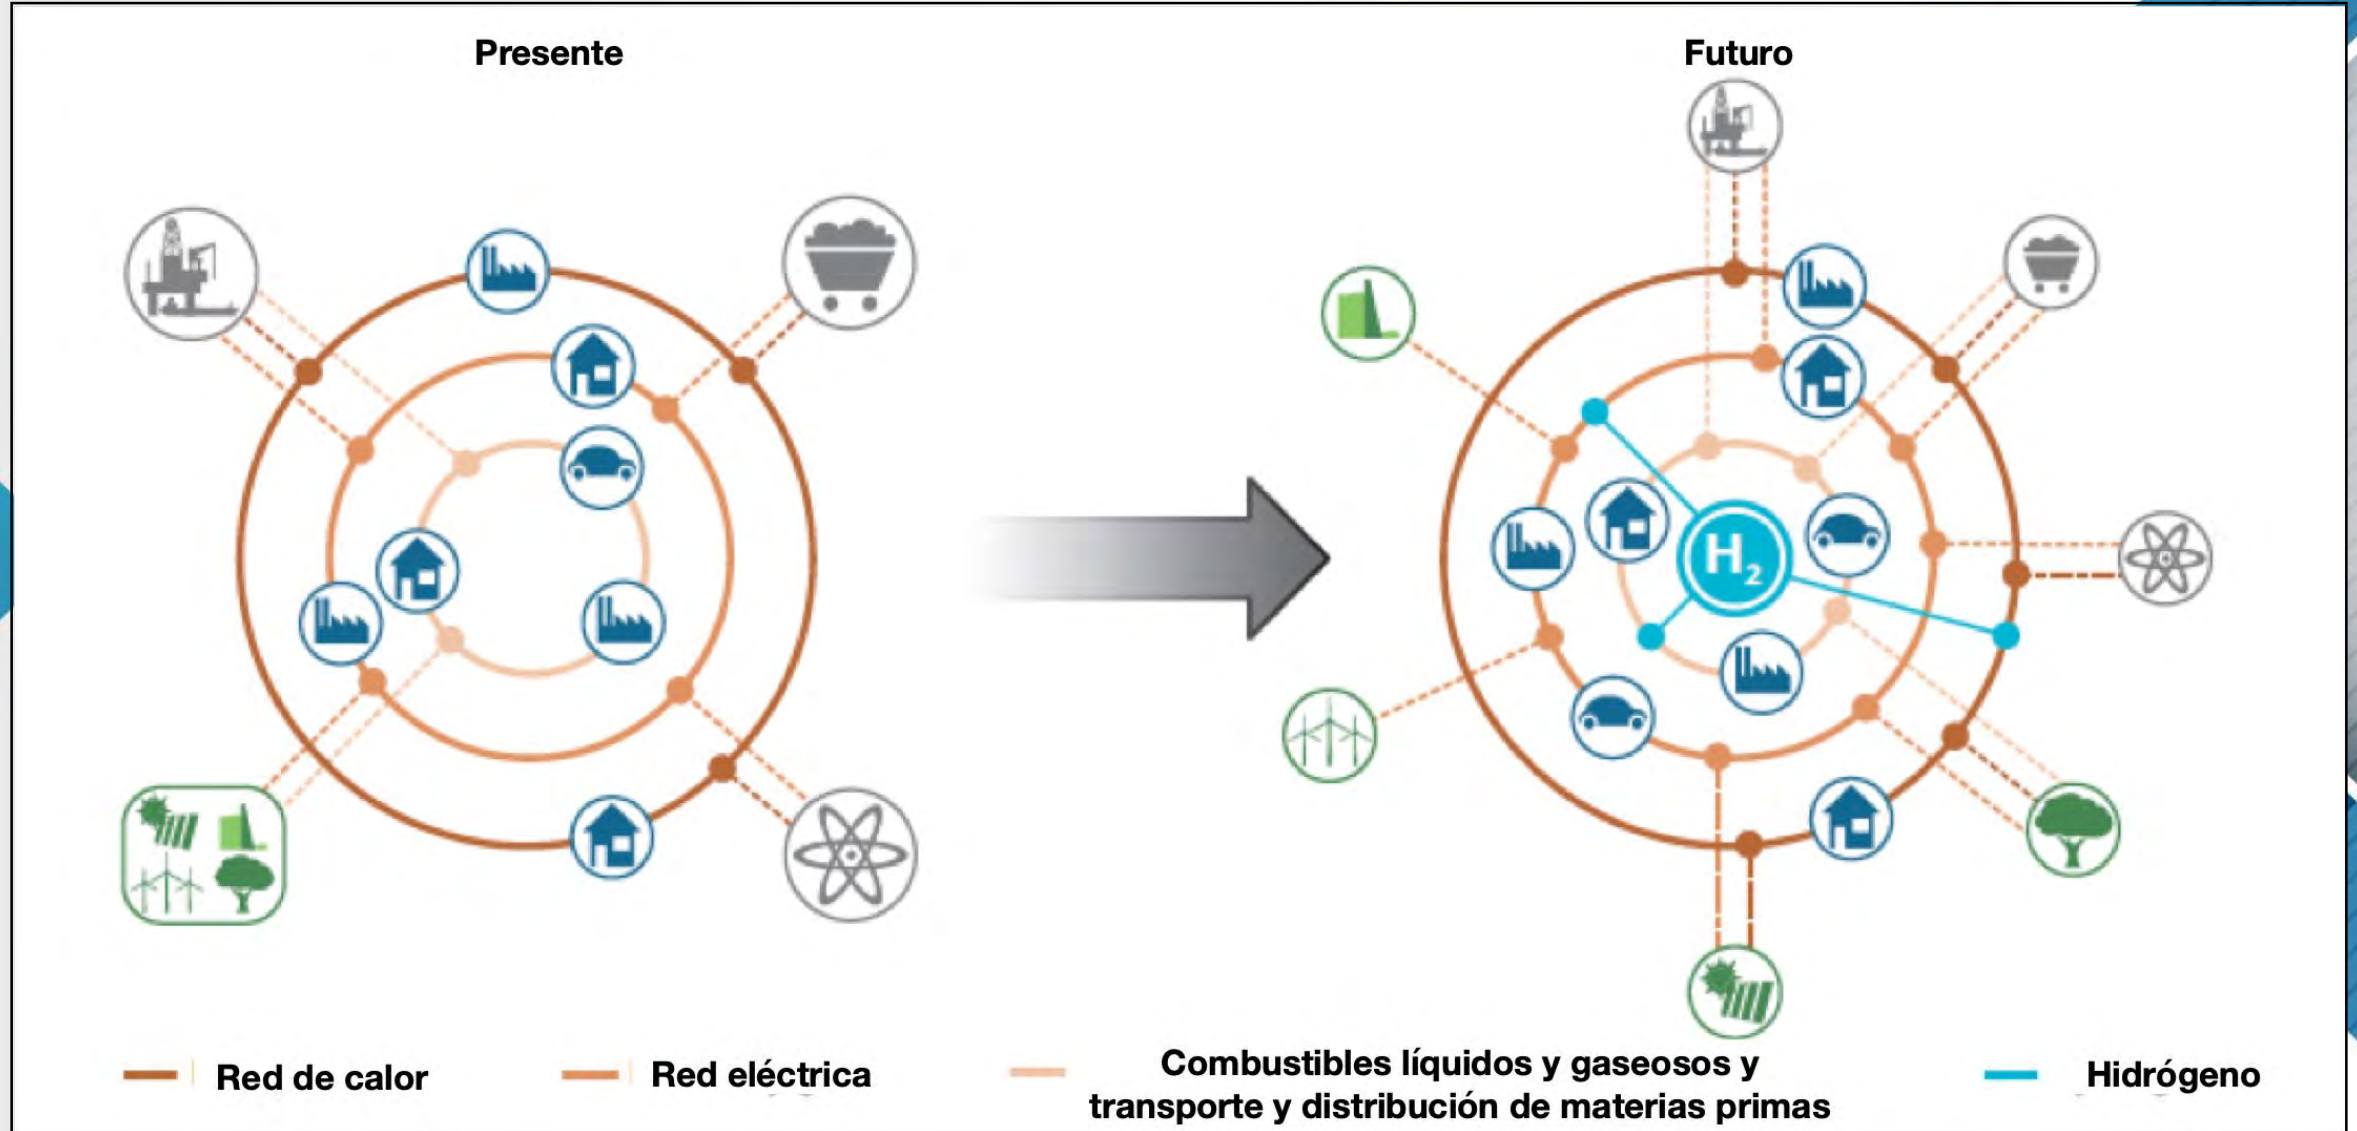 Presente
Futuro
H2
Red de calor
Red eléctrica
Combustibles líquidos y gaseosos y
transporte y distribución de materias primas
Hidrógeno